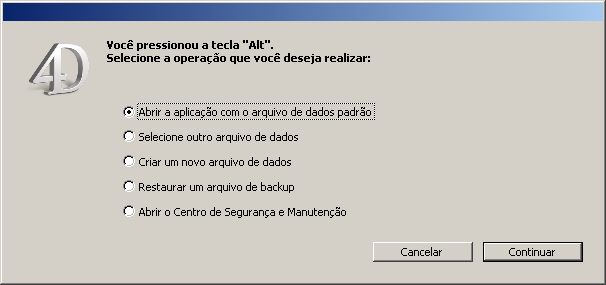 4D
Você pressionou a tecla "Alt".
Selecione a operação que você deseja realizar:
Abrir a aplicação com o arquivo de dados padrão
Selecione outro arquivo de dados
Criar um novo arquivo de dados
Restaurar um arquivo de backup
Abrir o Centro de Segurança e Manutenção
Cancelar
Continuar